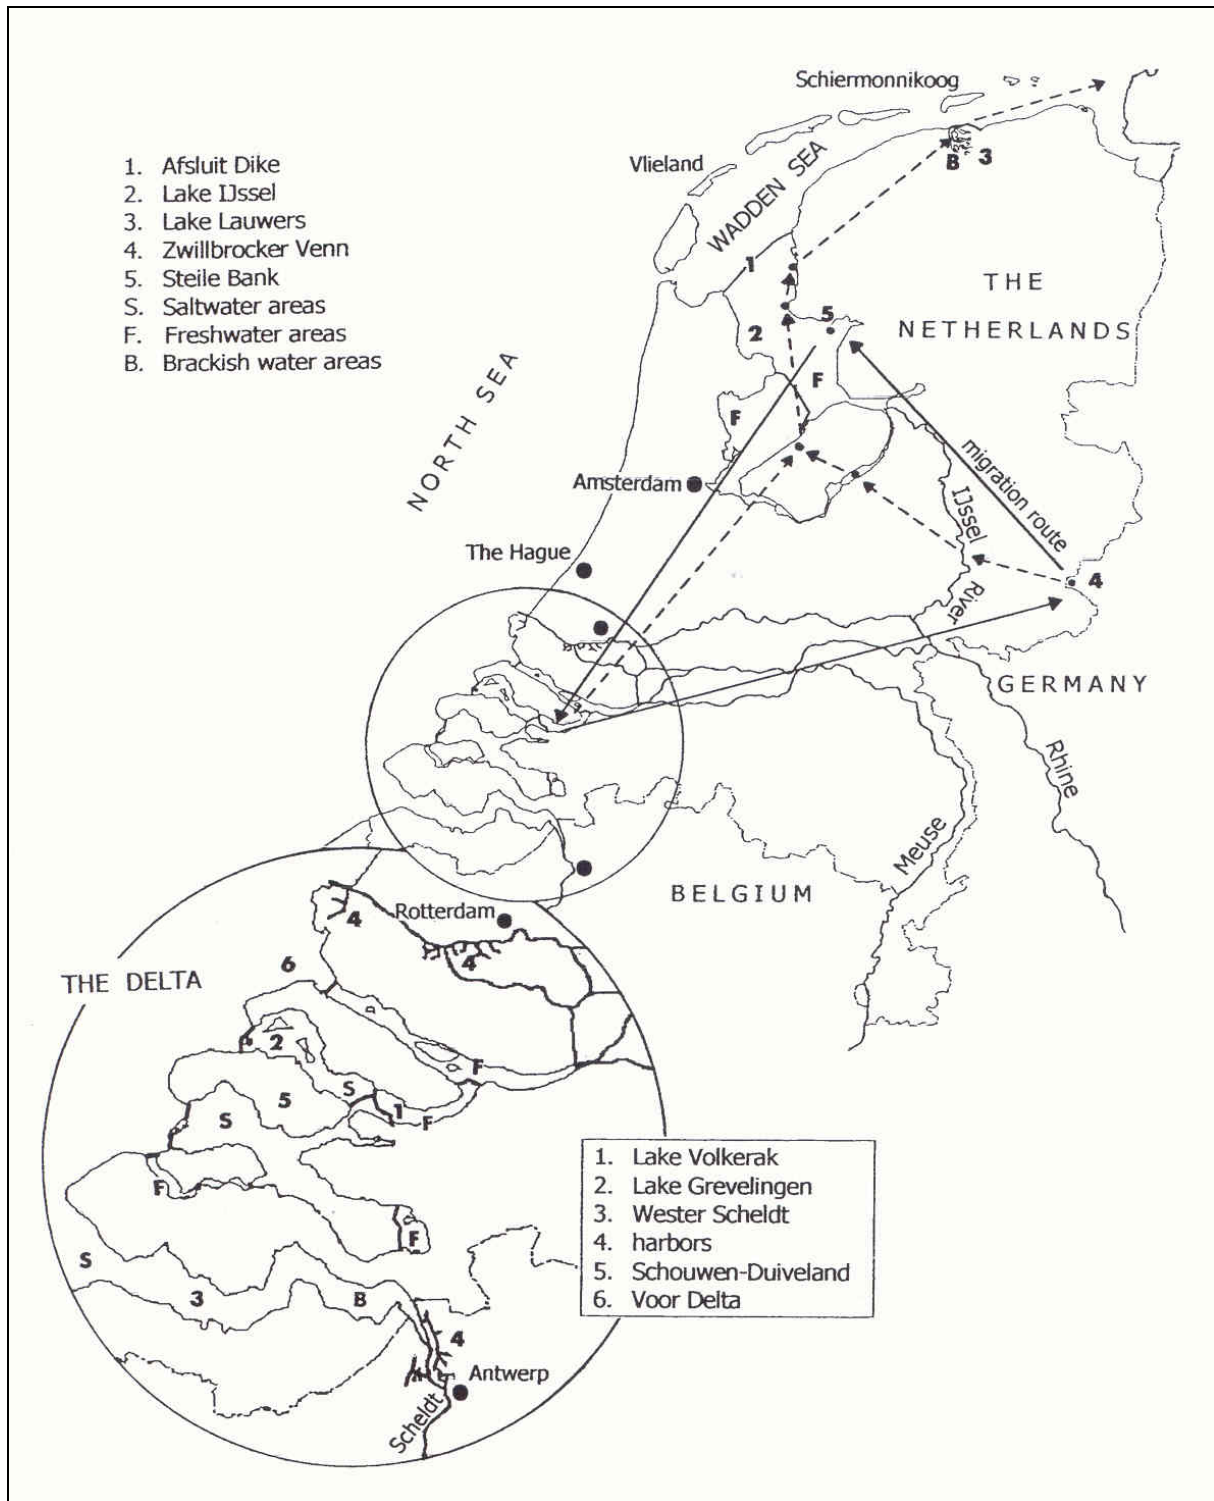 Schiermonnikoog
1. Afsluit Dike
2. Lake IJssel
3. Lake Lauwers
4. Zwillbrocker Venn
5. Steile Bank
S. Saltwater areas
F. Freshwater areas
B. Brackish water areas
Vlieland
WADDEN SEA
B 3
1
THE
NETHERLANDS
5
2
F
F
NORTH SEA
migration route
Amsterdam
IJssel
River
The Hague
4
GERMANY
Rhine
Meuse
BELGIUM
THE DELTA
Rotterdam
4
4
6
2
F
S
1
5
F
S
F
F
S
3
B
4
Antwerp
Scheldt
1. Lake Volkerak
2. Lake Grevelingen
3. Wester Scheldt
4. harbors
5. Schouwen-Duiveland
6. Voor Delta